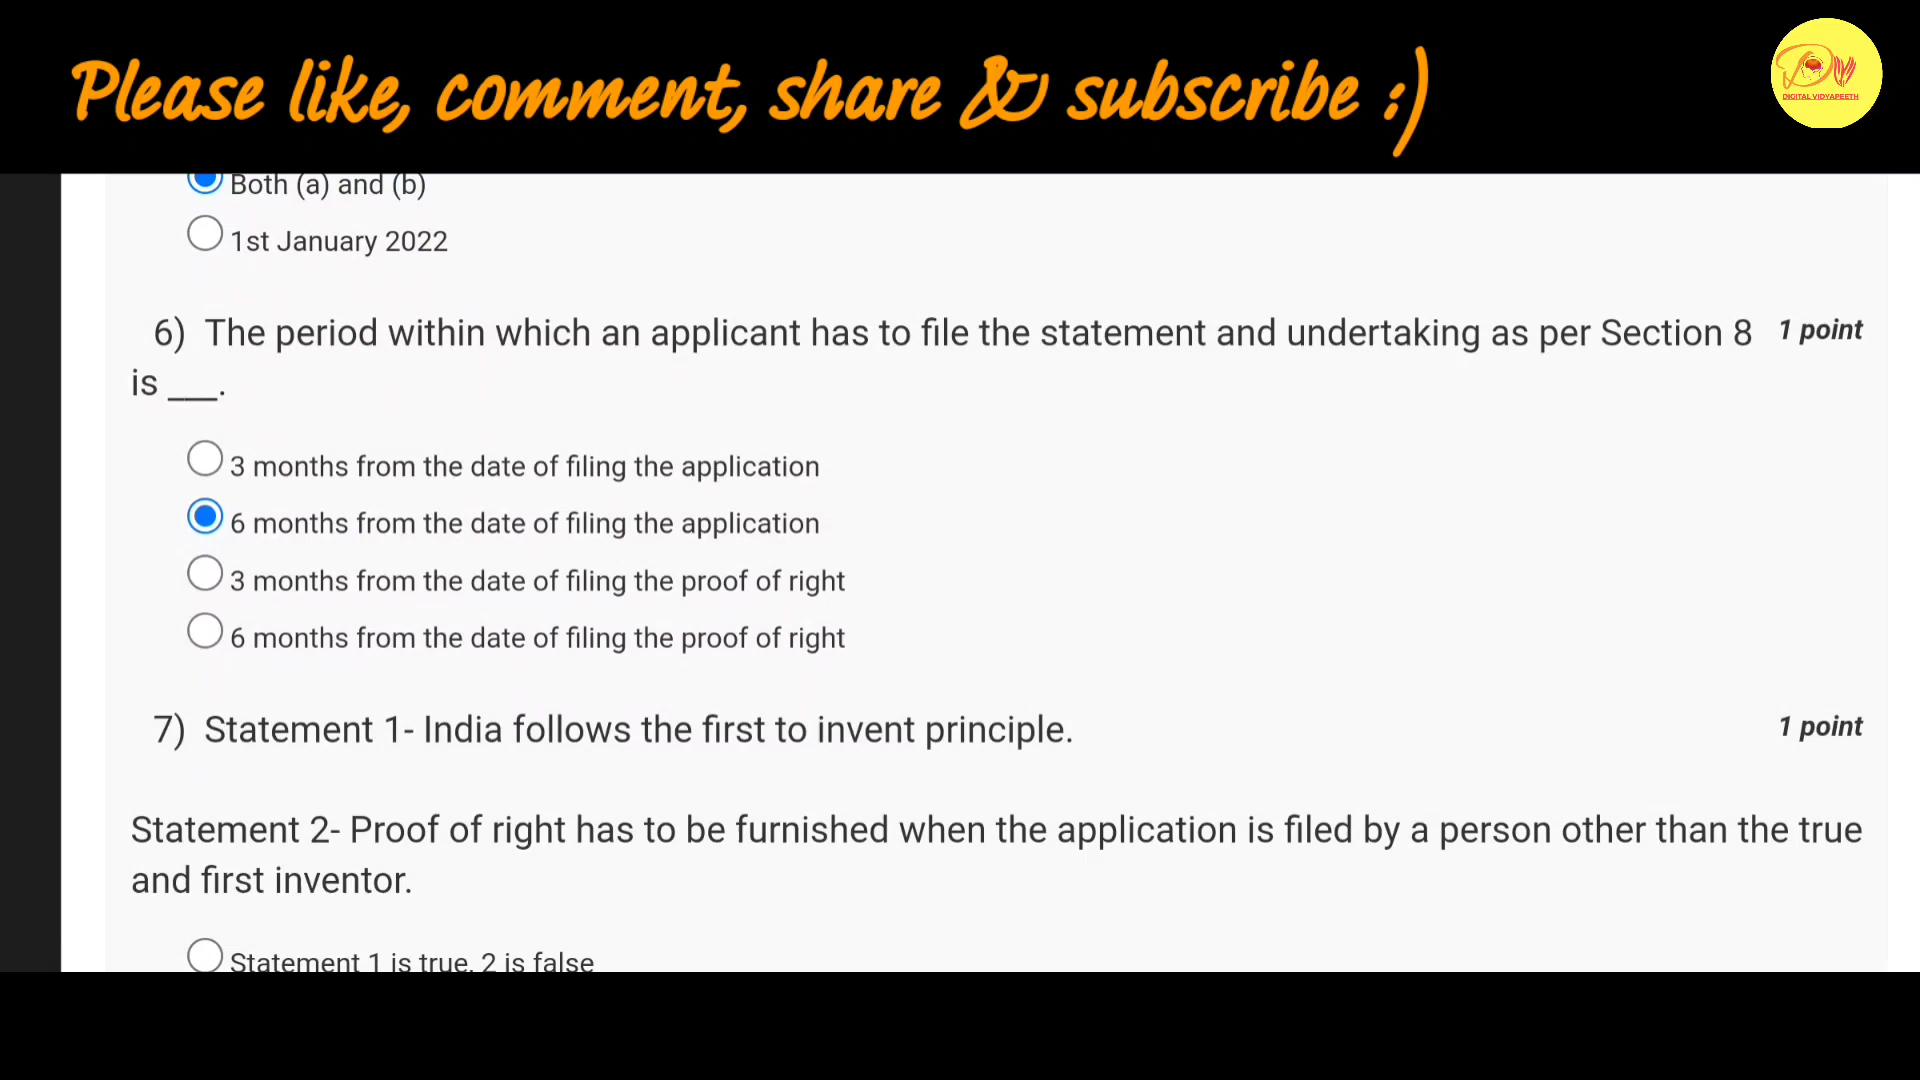 Please like, comment, share & subscribe :)
DIGITAL VIDYAPEETH
Both (a) and (b)
1st January 2022
6) The period within which an applicant has to file the statement and undertaking as per Section 8 1 point
is ___.
3 months from the date of filing the application
6 months from the date of filing the application
3 months from the date of filing the proof of right
6 months from the date of filing the proof of right
7) Statement 1- India follows the first to invent principle. 1 point
Statement 2- Proof of right has to be furnished when the application is filed by a person other than the true
and first inventor.
Statement 1 is true, 2 is false